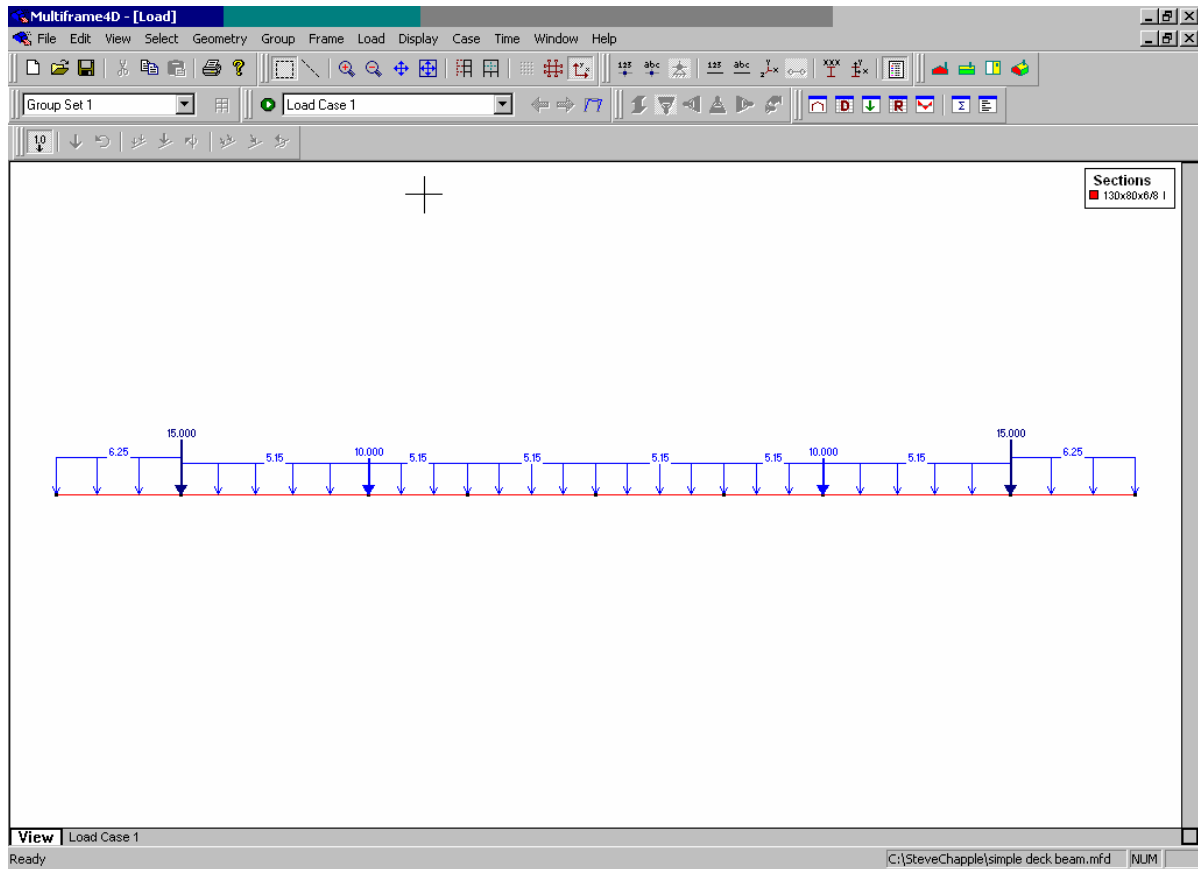 Multiframe4D - [Load]
File Edit View Select Geometry Group Frame Load Display Case Time Window Help
Group Set 1
Load Case 1
Sections
130x80x6/8 I
15.000
15.000
6.25
5.15
10.000
5.15
5.15
5.15
5.15
10.000
5.15
6.25
View
Load Case 1
Ready
C:\SteveChapple\simple deck beam.mfd
NUM